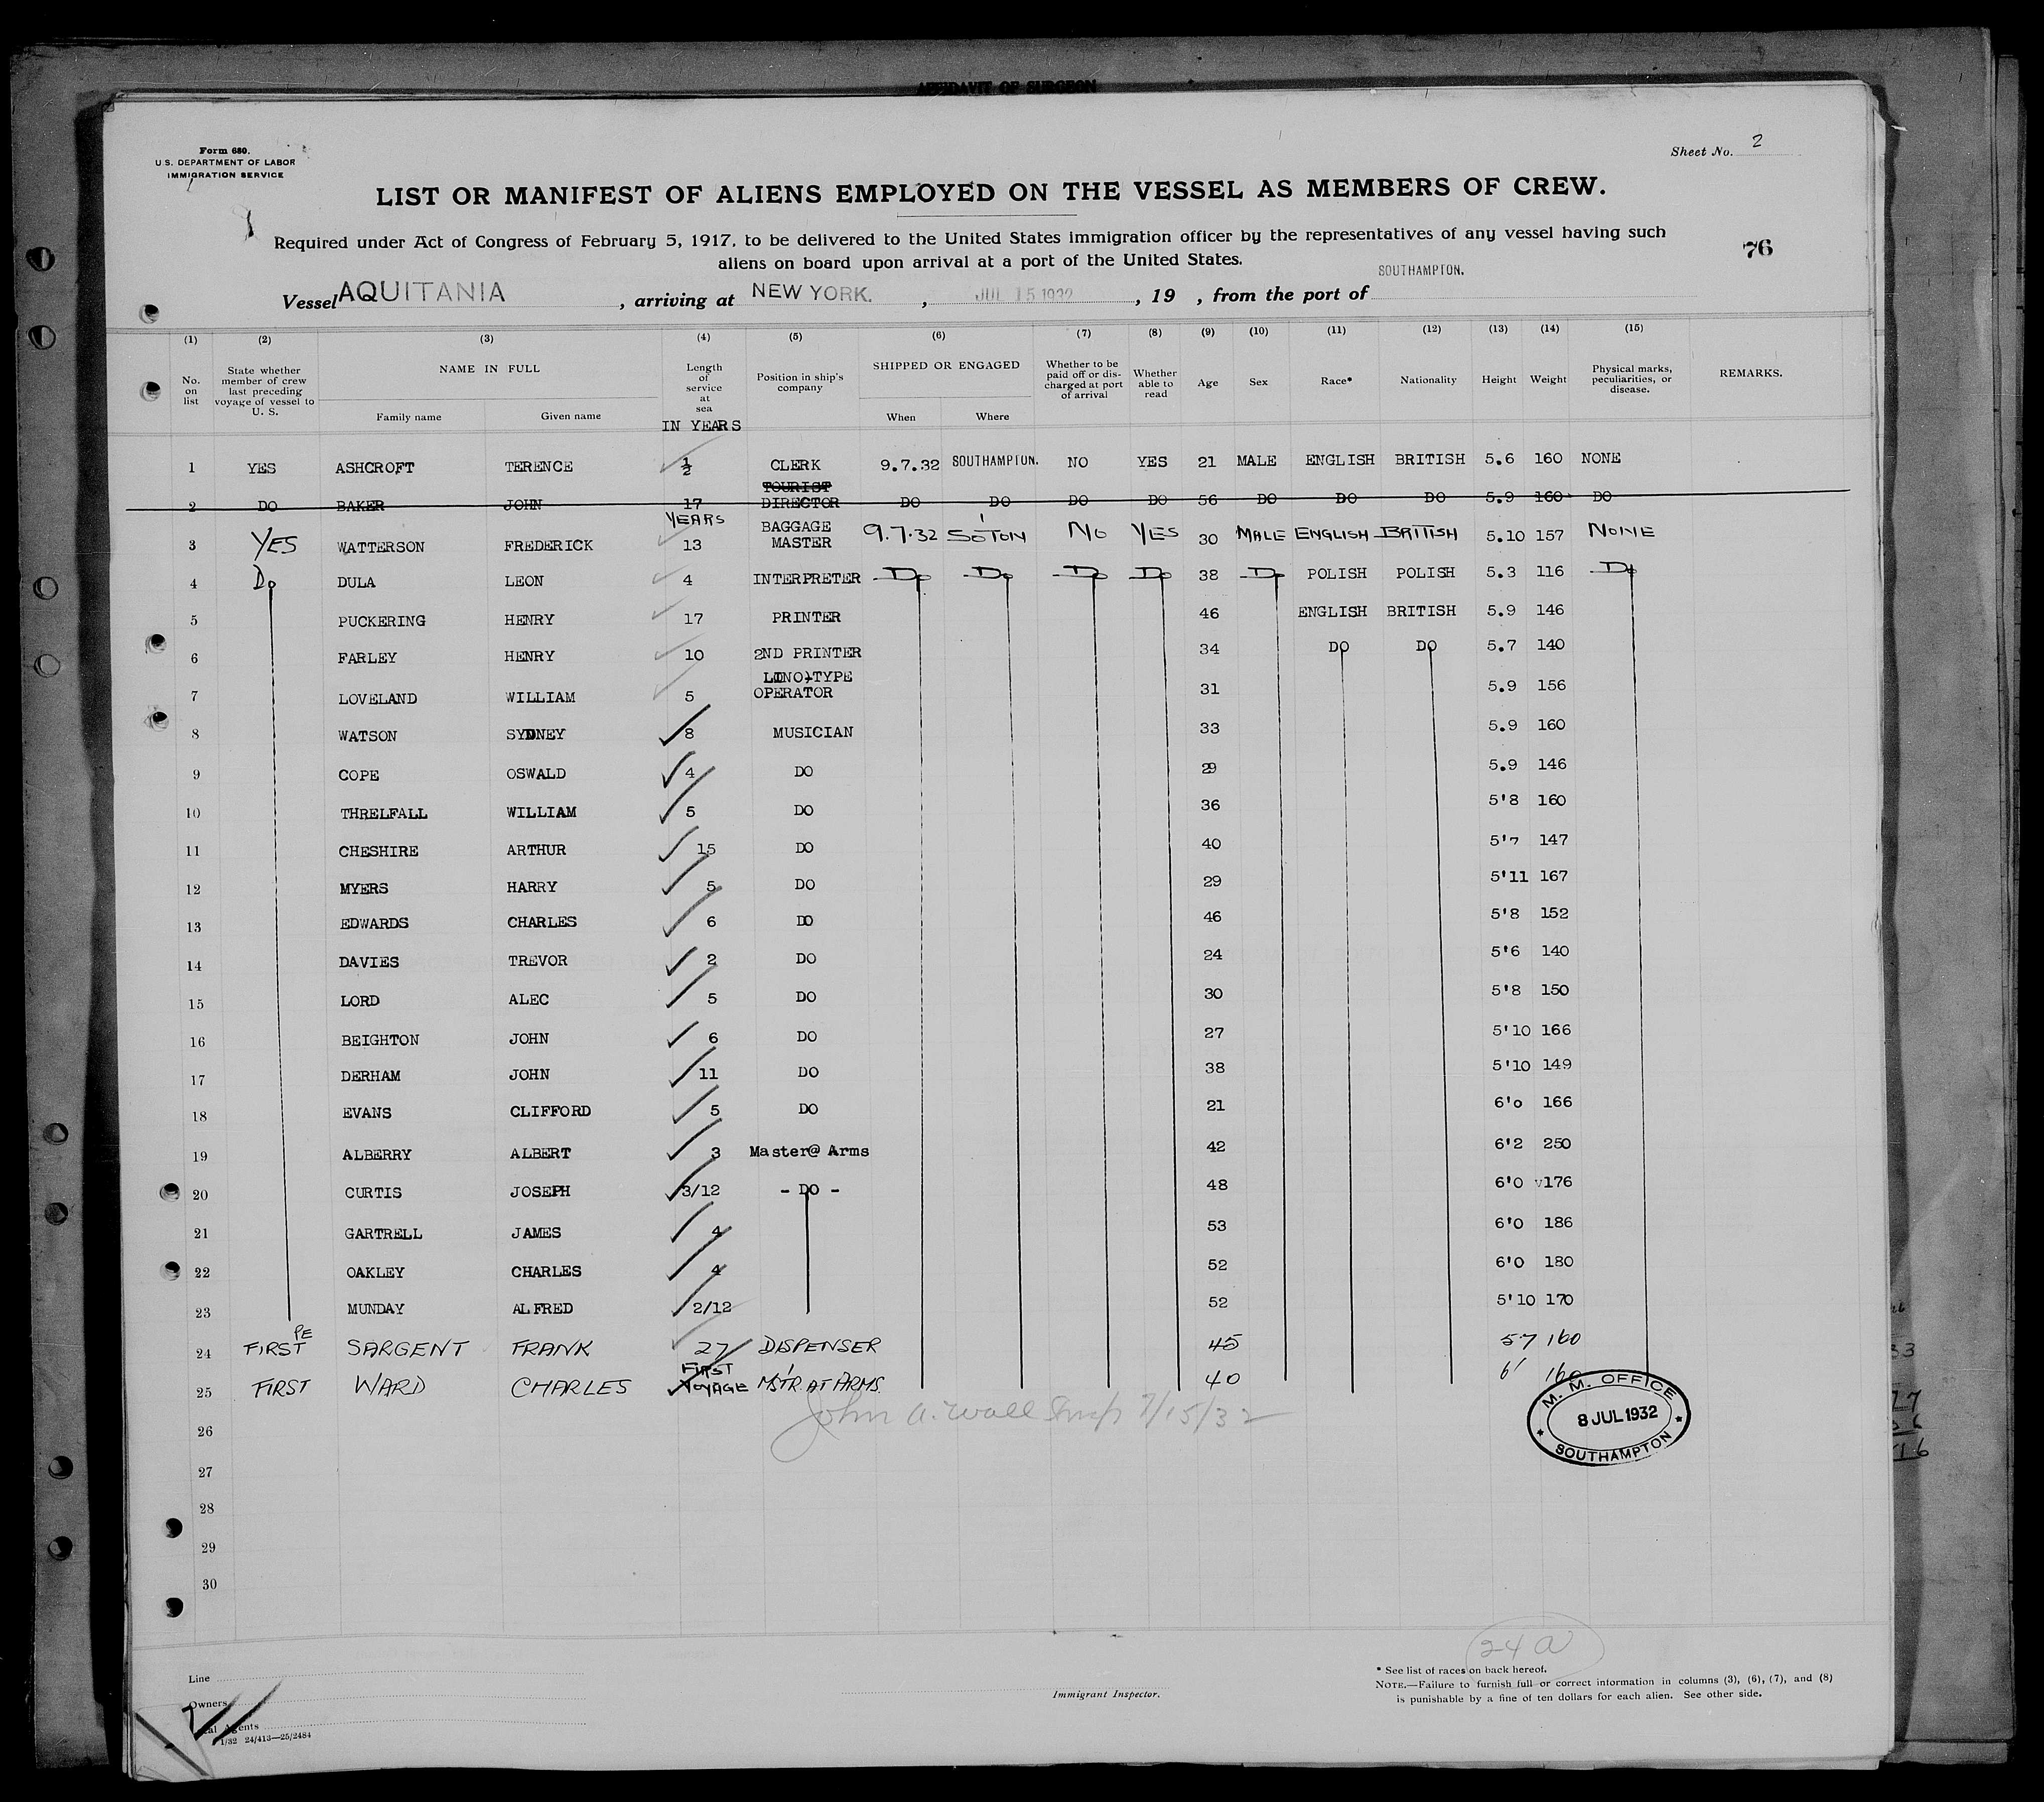 AFFIDAVIT OF SURGEON
Form 680.
U.S. DEPARTMENT OF LABOR
IMMIGRATION SERVICE
Sheet No. 2
LIST OR MANIFEST OF ALIENS EMPLOYED ON THE VESSEL AS MEMBERS OF CREW.
Required under Act of Congress of February 5, 1917, to be delivered to the United States immigration officer by the representatives of any vessel having such
aliens on board upon arrival at a port of the United States.
76
SOUTHAMPTON.
Vessel AQUITANIA, arriving at NEW YORK., JUL 15 1932, 19 , from the port of
(1) (2) (3) (4) (5) (6) (7) (8) (9) (10) (11) (12) (13) (14) (15)
No. on list State whether member of crew last preceding voyage of vessel to U. S. NAME IN FULL Family name Given name Length of service at sea IN YEARS Position in ship's company SHIPPED OR ENGAGED When Where Whether to be paid off or discharged at port of arrival Whether able to read Age Sex Race* Nationality Height Weight Physical marks, peculiarities, or disease. REMARKS.
1 YES ASHCROFT TERENCE 1/2 CLERK 9.7.32 SOUTHAMPTON. NO YES 21 MALE ENGLISH BRITISH 5.6 160 NONE
2 DO BAKER JOHN 17 TOURIST DIRECTOR DO DO DO DO 56 DO DO DO 5.9 160 DO
3 YES WATTERSON FREDERICK YEARS 13 BAGGAGE MASTER 9.7.32 SOTON NO YES 30 MALE ENGLISH BRITISH 5.10 157 NONE
4 Do DULA LEON 4 INTERPRETER Do Do Do Do 38 Do POLISH POLISH 5.3 116 Do
5 PUCKERING HENRY 17 PRINTER 46 ENGLISH BRITISH 5.9 146
6 FARLEY HENRY 10 2ND PRINTER 34 DO DO 5.7 140
7 LOVELAND WILLIAM 5 LINO)TYPE OPERATOR 31 5.9 156
8 WATSON SYDNEY 8 MUSICIAN 33 5.9 160
9 COPE OSWALD 4 DO 29 5.9 146
10 THRELFALL WILLIAM 5 DO 36 5'8 160
11 CHESHIRE ARTHUR 15 DO 40 5'7 147
12 MYERS HARRY 5 DO 29 5'11 167
13 EDWARDS CHARLES 6 DO 46 5'8 152
14 DAVIES TREVOR 2 DO 24 5'6 140
15 LORD ALEC 5 DO 30 5'8 150
16 BEIGHTON JOHN 6 DO 27 5'10 166
17 DERHAM JOHN 11 DO 38 5'10 149
18 EVANS CLIFFORD 5 DO 21 6'0 166
19 ALBERRY ALBERT 3 Master@ Arms 42 6'2 250
20 CURTIS JOSEPH 3/12 - DO - 48 6'0 176
21 GARTRELL JAMES 4 53 6'0 186
22 OAKLEY CHARLES 4 52 6'0 180
23 MUNDAY ALFRED 2/12 52 5'10 170
24 FIRST PE SARGENT FRANK 27 DISPENSER 45 57 160
25 FIRST WARD CHARLES FIRST VOYAGE MSTR. AT ARMS. 40 6' 160
John A. Wall 7/15/32
26
27
28
29
30
M. M. OFFICE
8 JUL 1932
SOUTHAMPTON
24 a
Line
Owners
Local Agents
1/32 24/413—25/2484
Immigrant Inspector.
* See list of races on back hereof.
NOTE.—Failure to furnish full or correct information in columns (3), (6), (7), and (8)
is punishable by a fine of ten dollars for each alien. See other side.